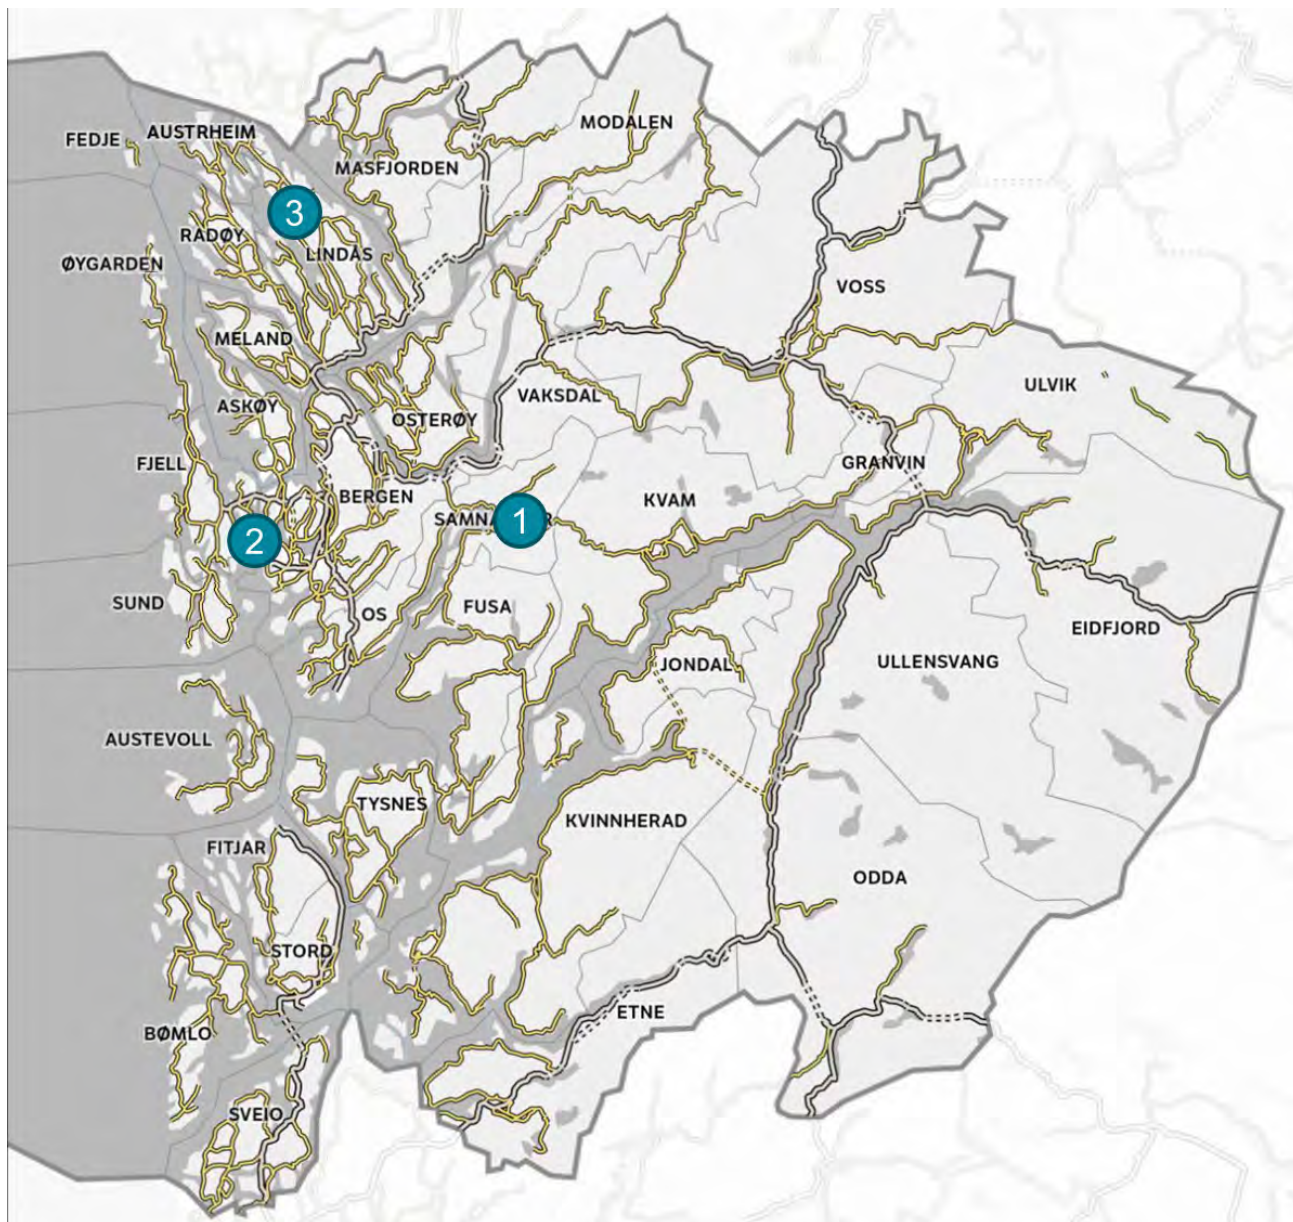 MODALEN
FEDJE
AUSTRHEIM
MASFJORDEN
3
RADØY
LINDÅS
ØYGARDEN
VOSS
MELAND
ULVIK
VAKSDAL
ASKØY
OSTERØY
FJELL
GRANVIN
BERGEN
KVAM
1
2
SUND
OS
FUSA
EIDFJORD
JONDAL
ULLENSVANG
AUSTEVOLL
TYSNES
KVINNHERAD
FITJAR
ODDA
STORD
ETNE
BØMLO
SVEIO